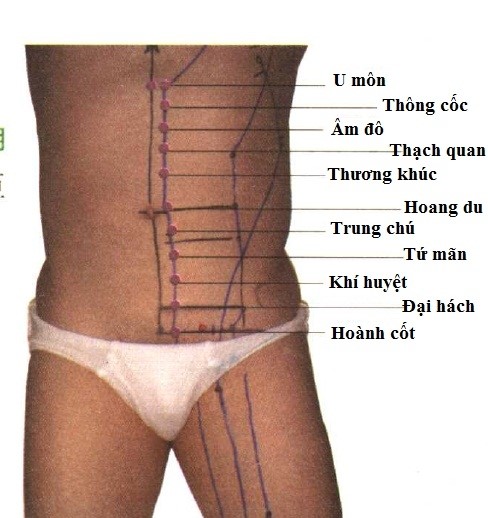 U môn
Thông cốc
Âm đô
Thạch quan
Thương khúc
Hoang du
Trung chú
Tứ mãn
Khí huyệt
Đại hách
Hoành cốt